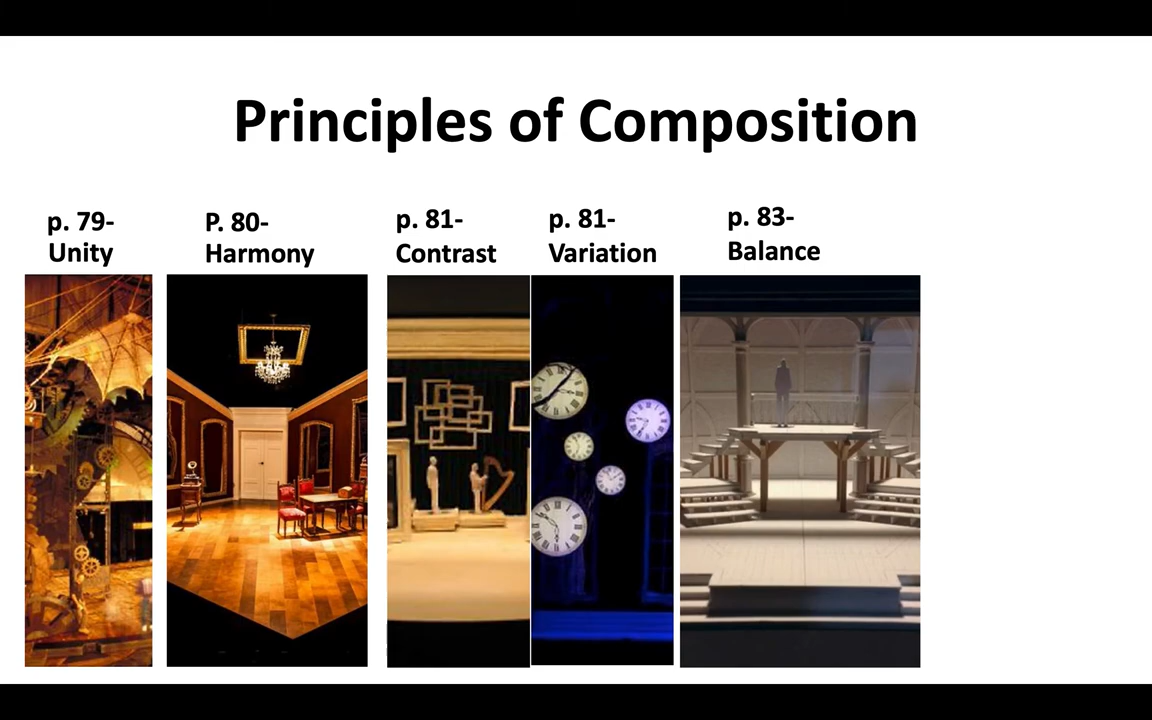 Principles of Composition
p. 79-
Unity
P. 80-
Harmony
p. 81-
Contrast
p. 81-
Variation
p. 83-
Balance